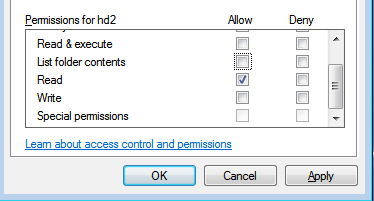 Permissions for hd2 Allow Deny
Read & execute
List folder contents
Read
Write
Special permissions
Learn about access control and permissions
OK Cancel Apply